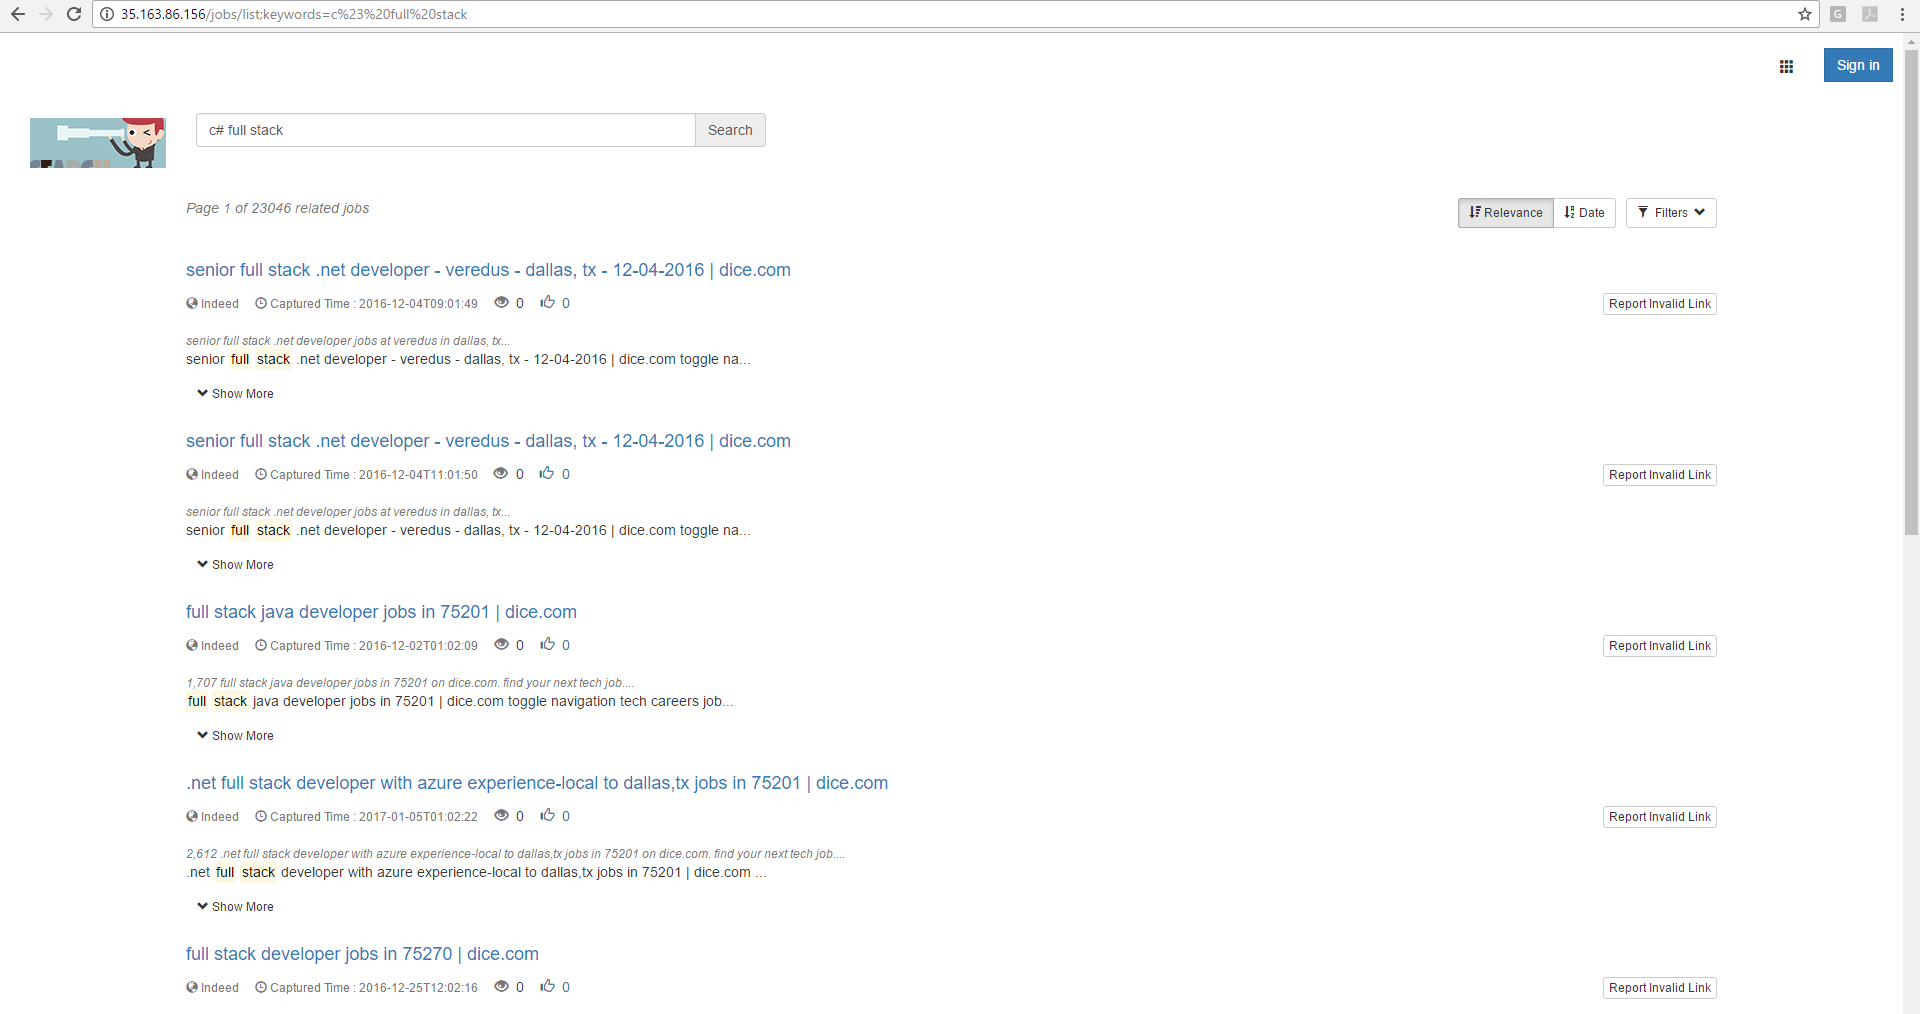 35.163.86.156/jobs/list;keywords=c%23%20full%20stack
Sign in
c# full stack Search
Page 1 of 23046 related jobs
Relevance Date Filters
senior full stack .net developer - veredus - dallas, tx - 12-04-2016 | dice.com
Indeed Captured Time : 2016-12-04T09:01:49 0 0 Report Invalid Link
senior full stack .net developer jobs at veredus in dallas, tx...
senior full stack .net developer - veredus - dallas, tx - 12-04-2016 | dice.com toggle na...
Show More
senior full stack .net developer - veredus - dallas, tx - 12-04-2016 | dice.com
Indeed Captured Time : 2016-12-04T11:01:50 0 0 Report Invalid Link
senior full stack .net developer jobs at veredus in dallas, tx...
senior full stack .net developer - veredus - dallas, tx - 12-04-2016 | dice.com toggle na...
Show More
full stack java developer jobs in 75201 | dice.com
Indeed Captured Time : 2016-12-02T01:02:09 0 0 Report Invalid Link
1,707 full stack java developer jobs in 75201 on dice.com. find your next tech job....
full stack java developer jobs in 75201 | dice.com toggle navigation tech careers job...
Show More
.net full stack developer with azure experience-local to dallas,tx jobs in 75201 | dice.com
Indeed Captured Time : 2017-01-05T01:02:22 0 0 Report Invalid Link
2,612 .net full stack developer with azure experience-local to dallas,tx jobs in 75201 on dice.com. find your next tech job....
.net full stack developer with azure experience-local to dallas,tx jobs in 75201 | dice.com ...
Show More
full stack developer jobs in 75270 | dice.com
Indeed Captured Time : 2016-12-25T12:02:16 0 0 Report Invalid Link